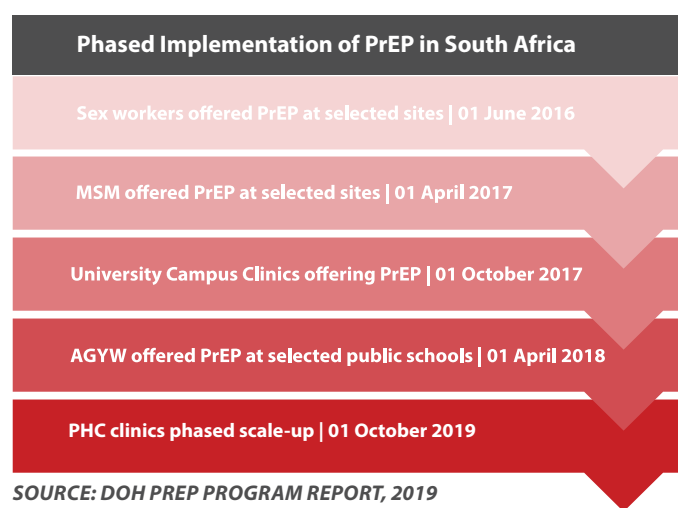 Phased Implementation of PrEP in South Africa
Sex workers offered PrEP at selected sites | 01 June 2016
MSM offered PrEP at selected sites | 01 April 2017
University Campus Clinics offering PrEP | 01 October 2017
AGYW offered PrEP at selected public schools | 01 April 2018
PHC clinics phased scale-up | 01 October 2019
SOURCE: DOH PREP PROGRAM REPORT, 2019